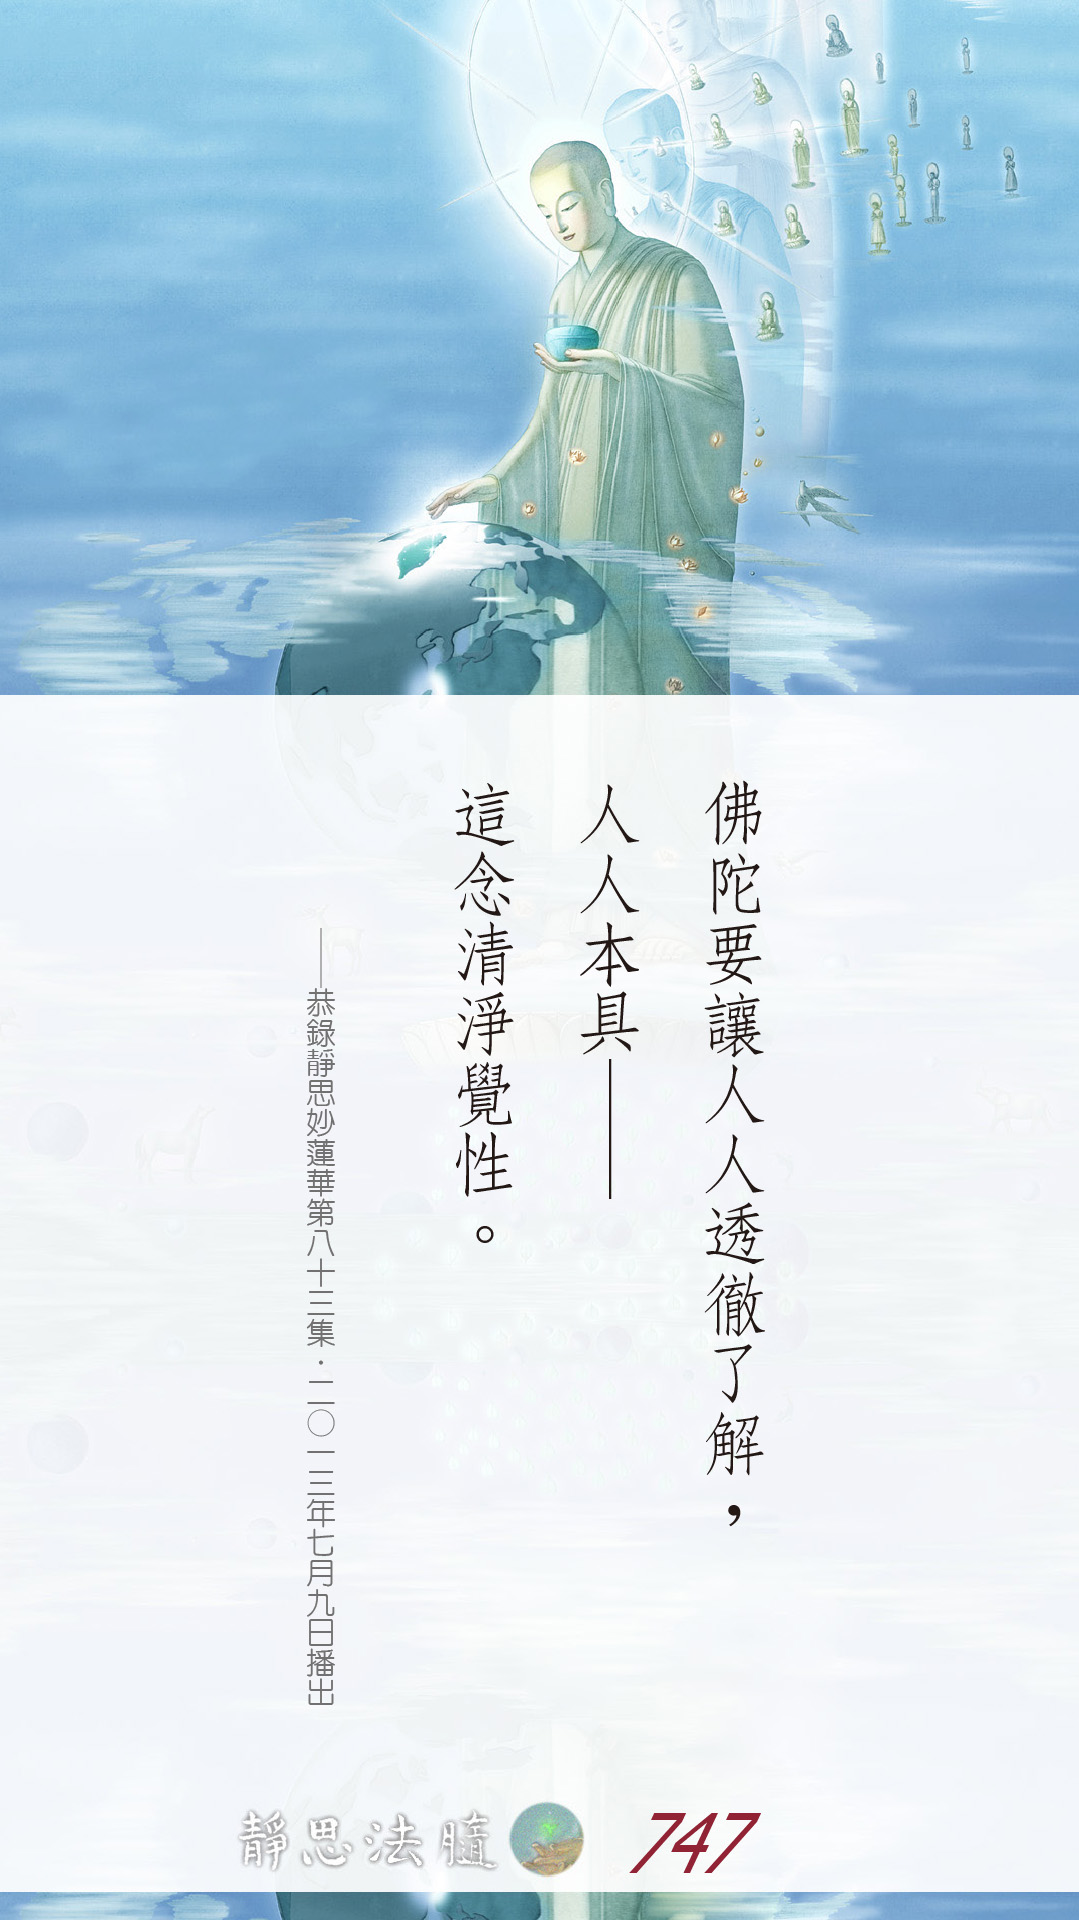 佛陀要讓人人透徹了解，
人人本具——
這念清淨覺性。
——恭錄靜思妙蓮華第八十三集・二〇一三年七月九日播出
靜思法髓
747